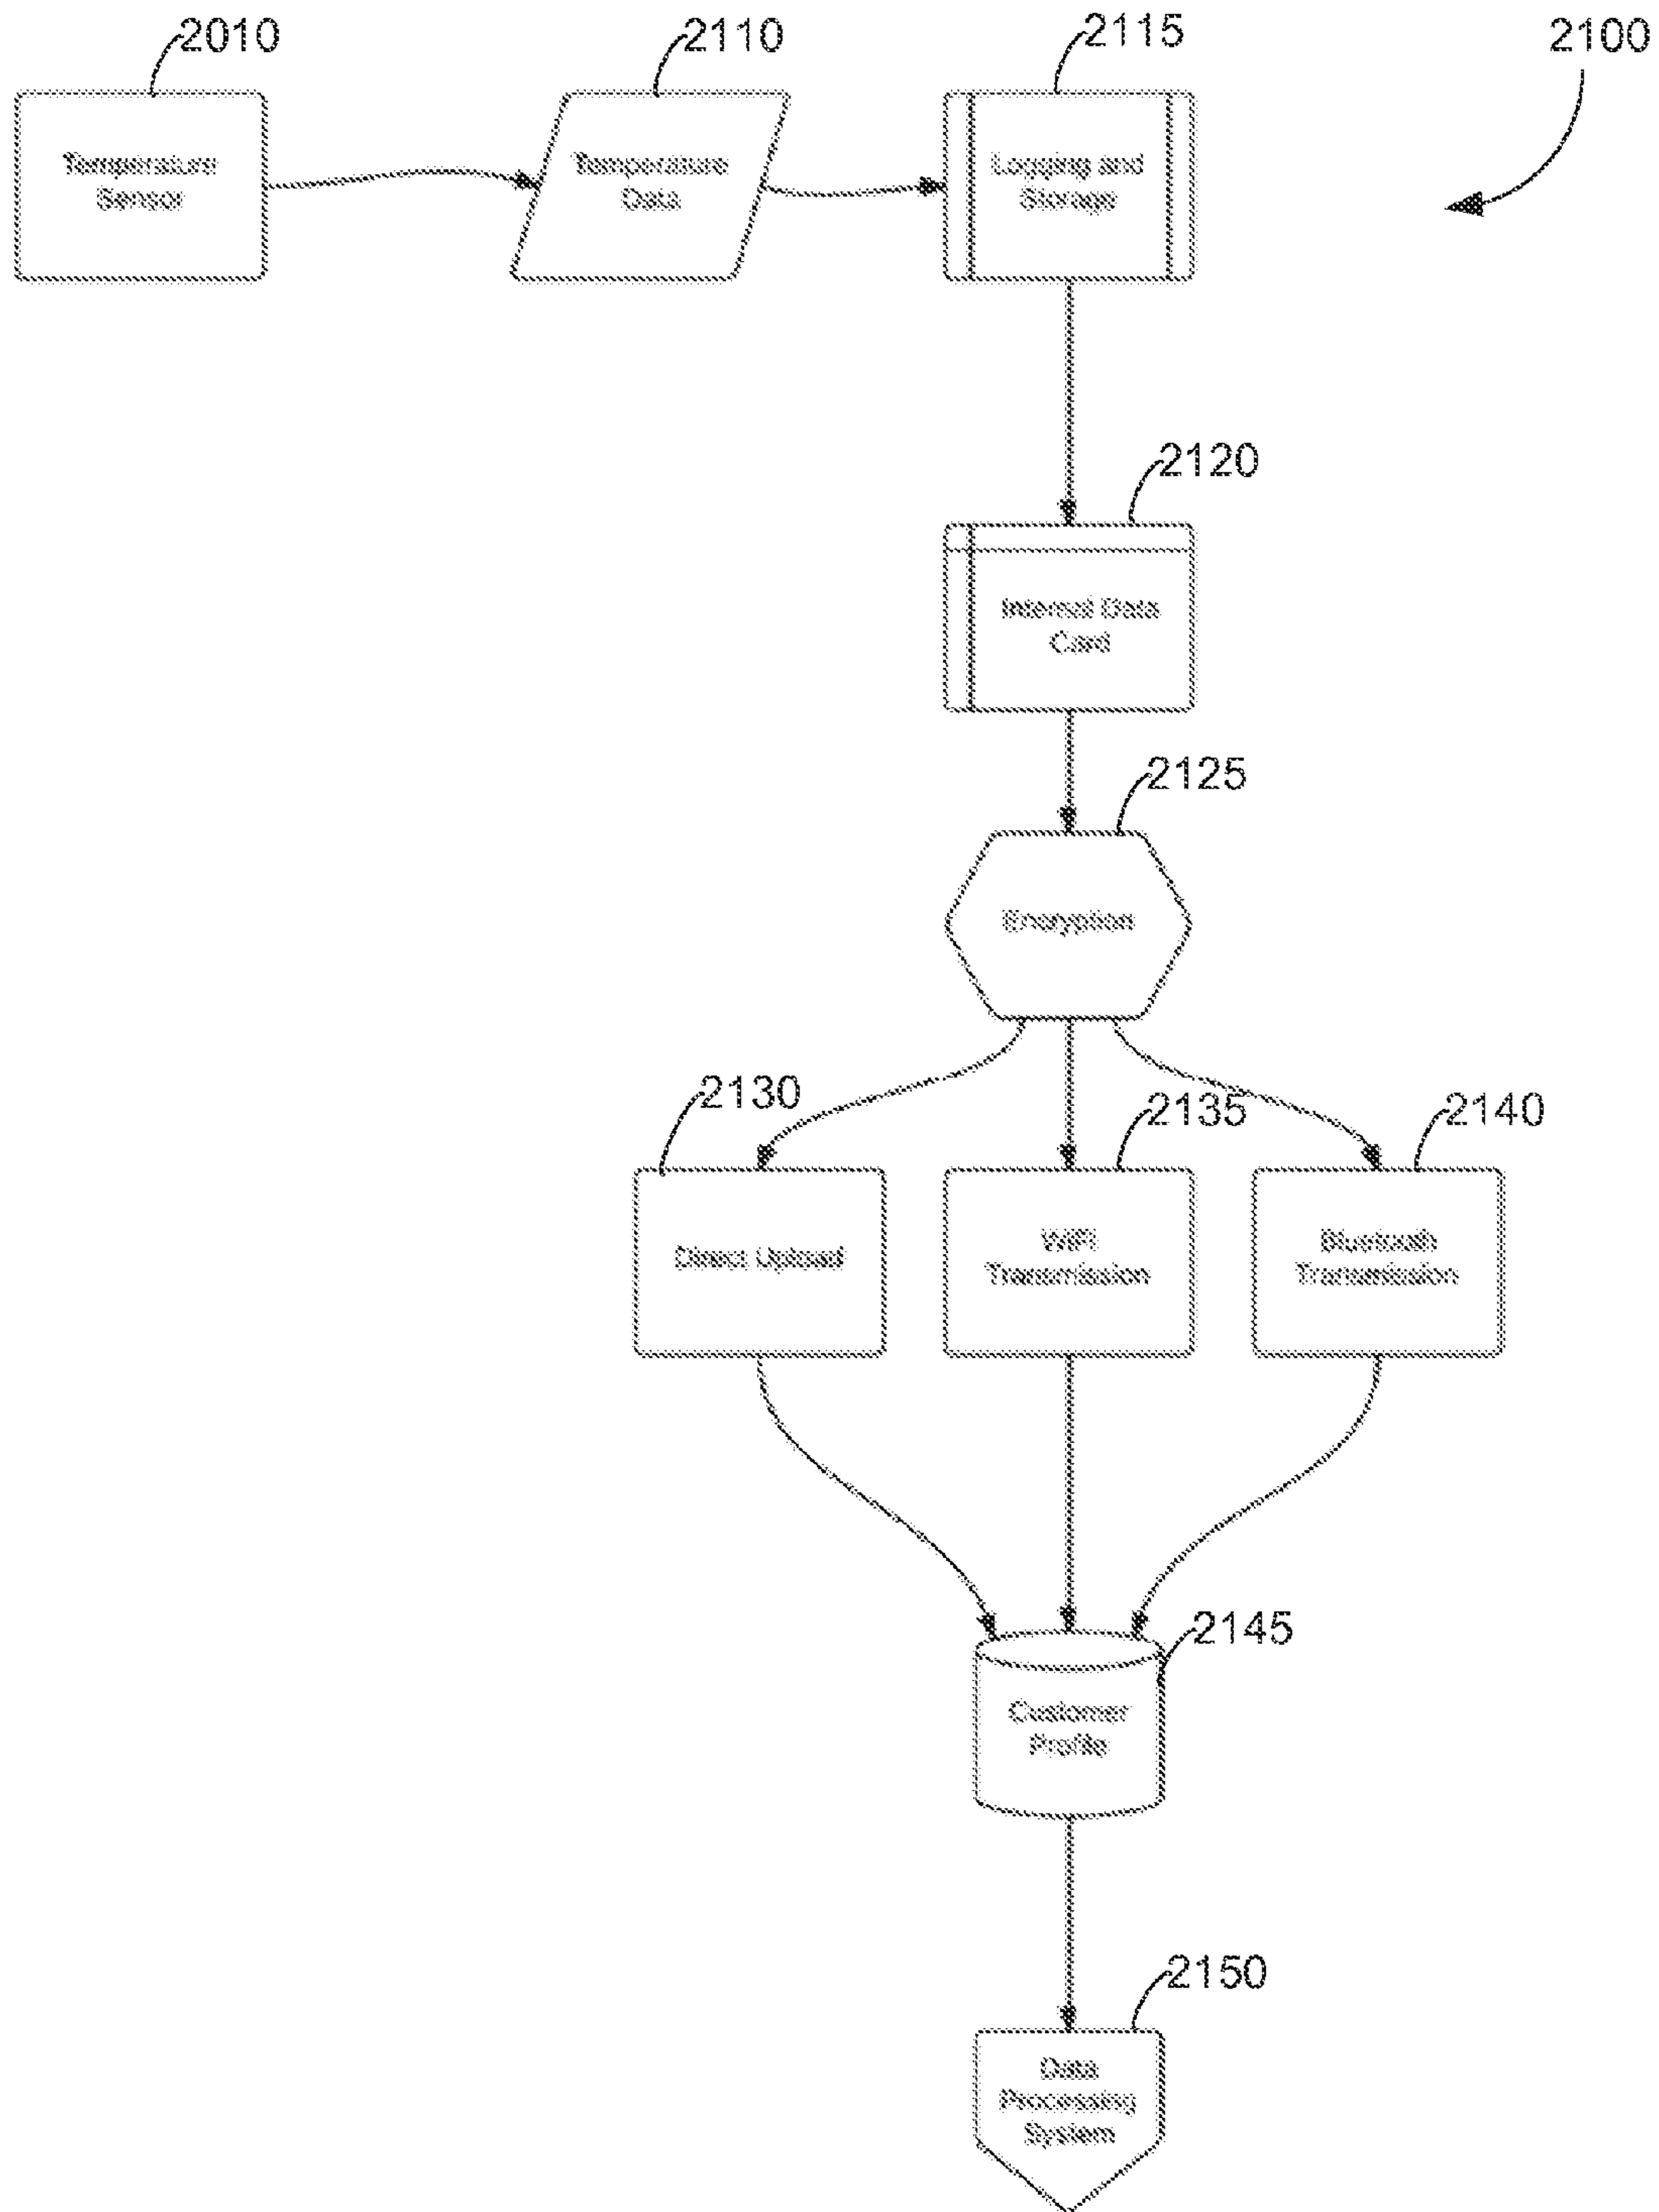 2010
2110
2115
2100
Temperature
Sensor
Temperature
Data
Logging and
Storage
2120
Internal Data
Card
2125
Encryption
2130
2135
2140
Direct Upload
WiFi
Transmission
Bluetooth
Transmission
2145
Customer
Profile
2150
Data
Processing
System